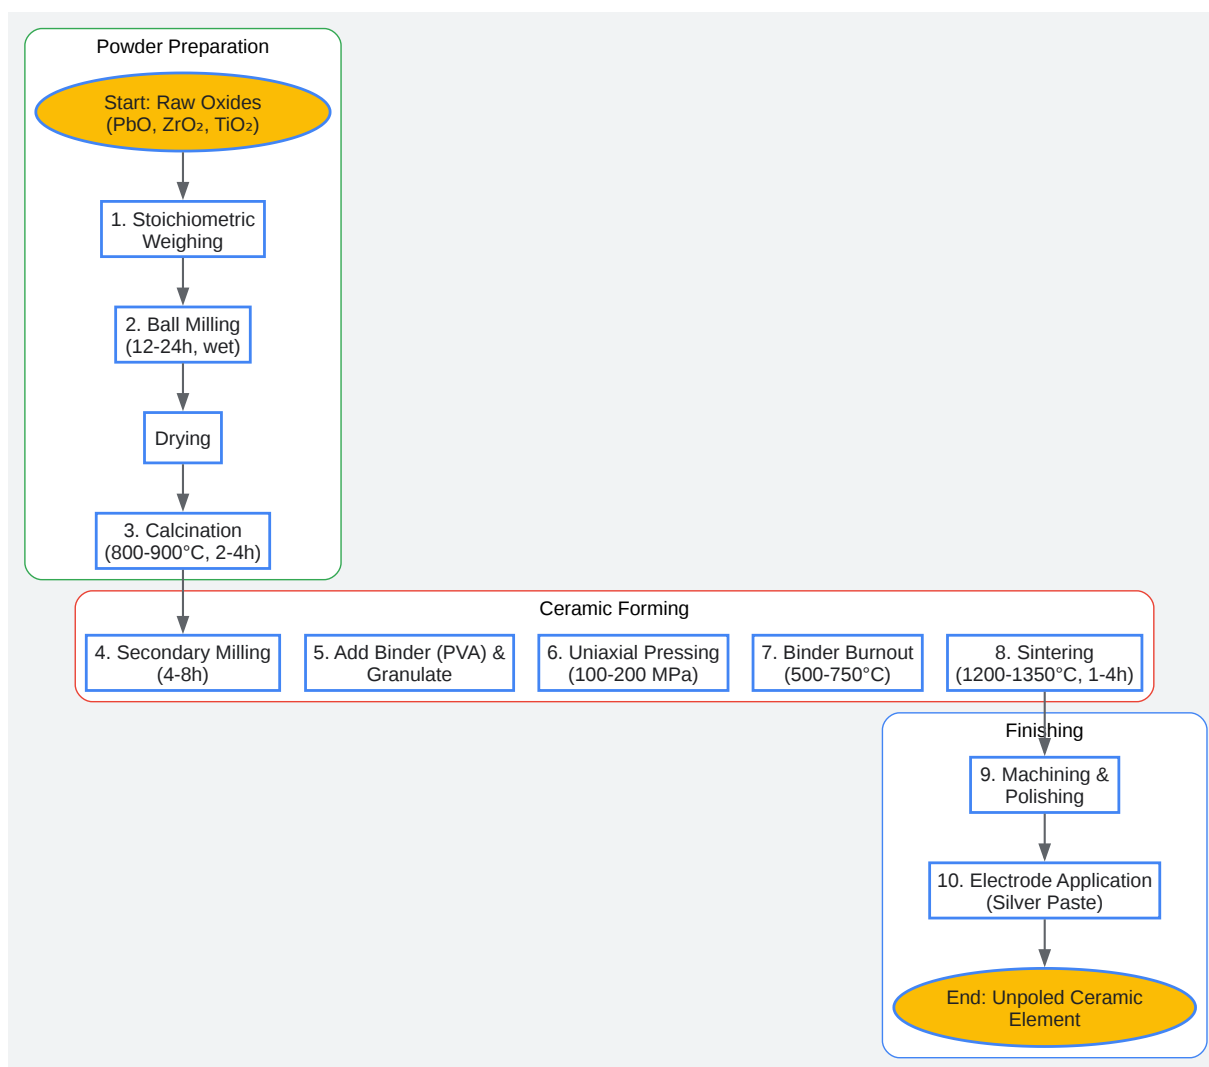 Powder Preparation
Start: Raw Oxides
(PbO, ZrO₂, TiO₂)
1. Stoichiometric
Weighing
2. Ball Milling
(12-24h, wet)
Drying
3. Calcination
(800-900°C, 2-4h)
Ceramic Forming
4. Secondary Milling
(4-8h)
5. Add Binder (PVA) &
Granulate
6. Uniaxial Pressing
(100-200 MPa)
7. Binder Burnout
(500-750°C)
8. Sintering
(1200-1350°C, 1-4h)
Finishing
9. Machining &
Polishing
10. Electrode Application
(Silver Paste)
End: Unpoled Ceramic
Element